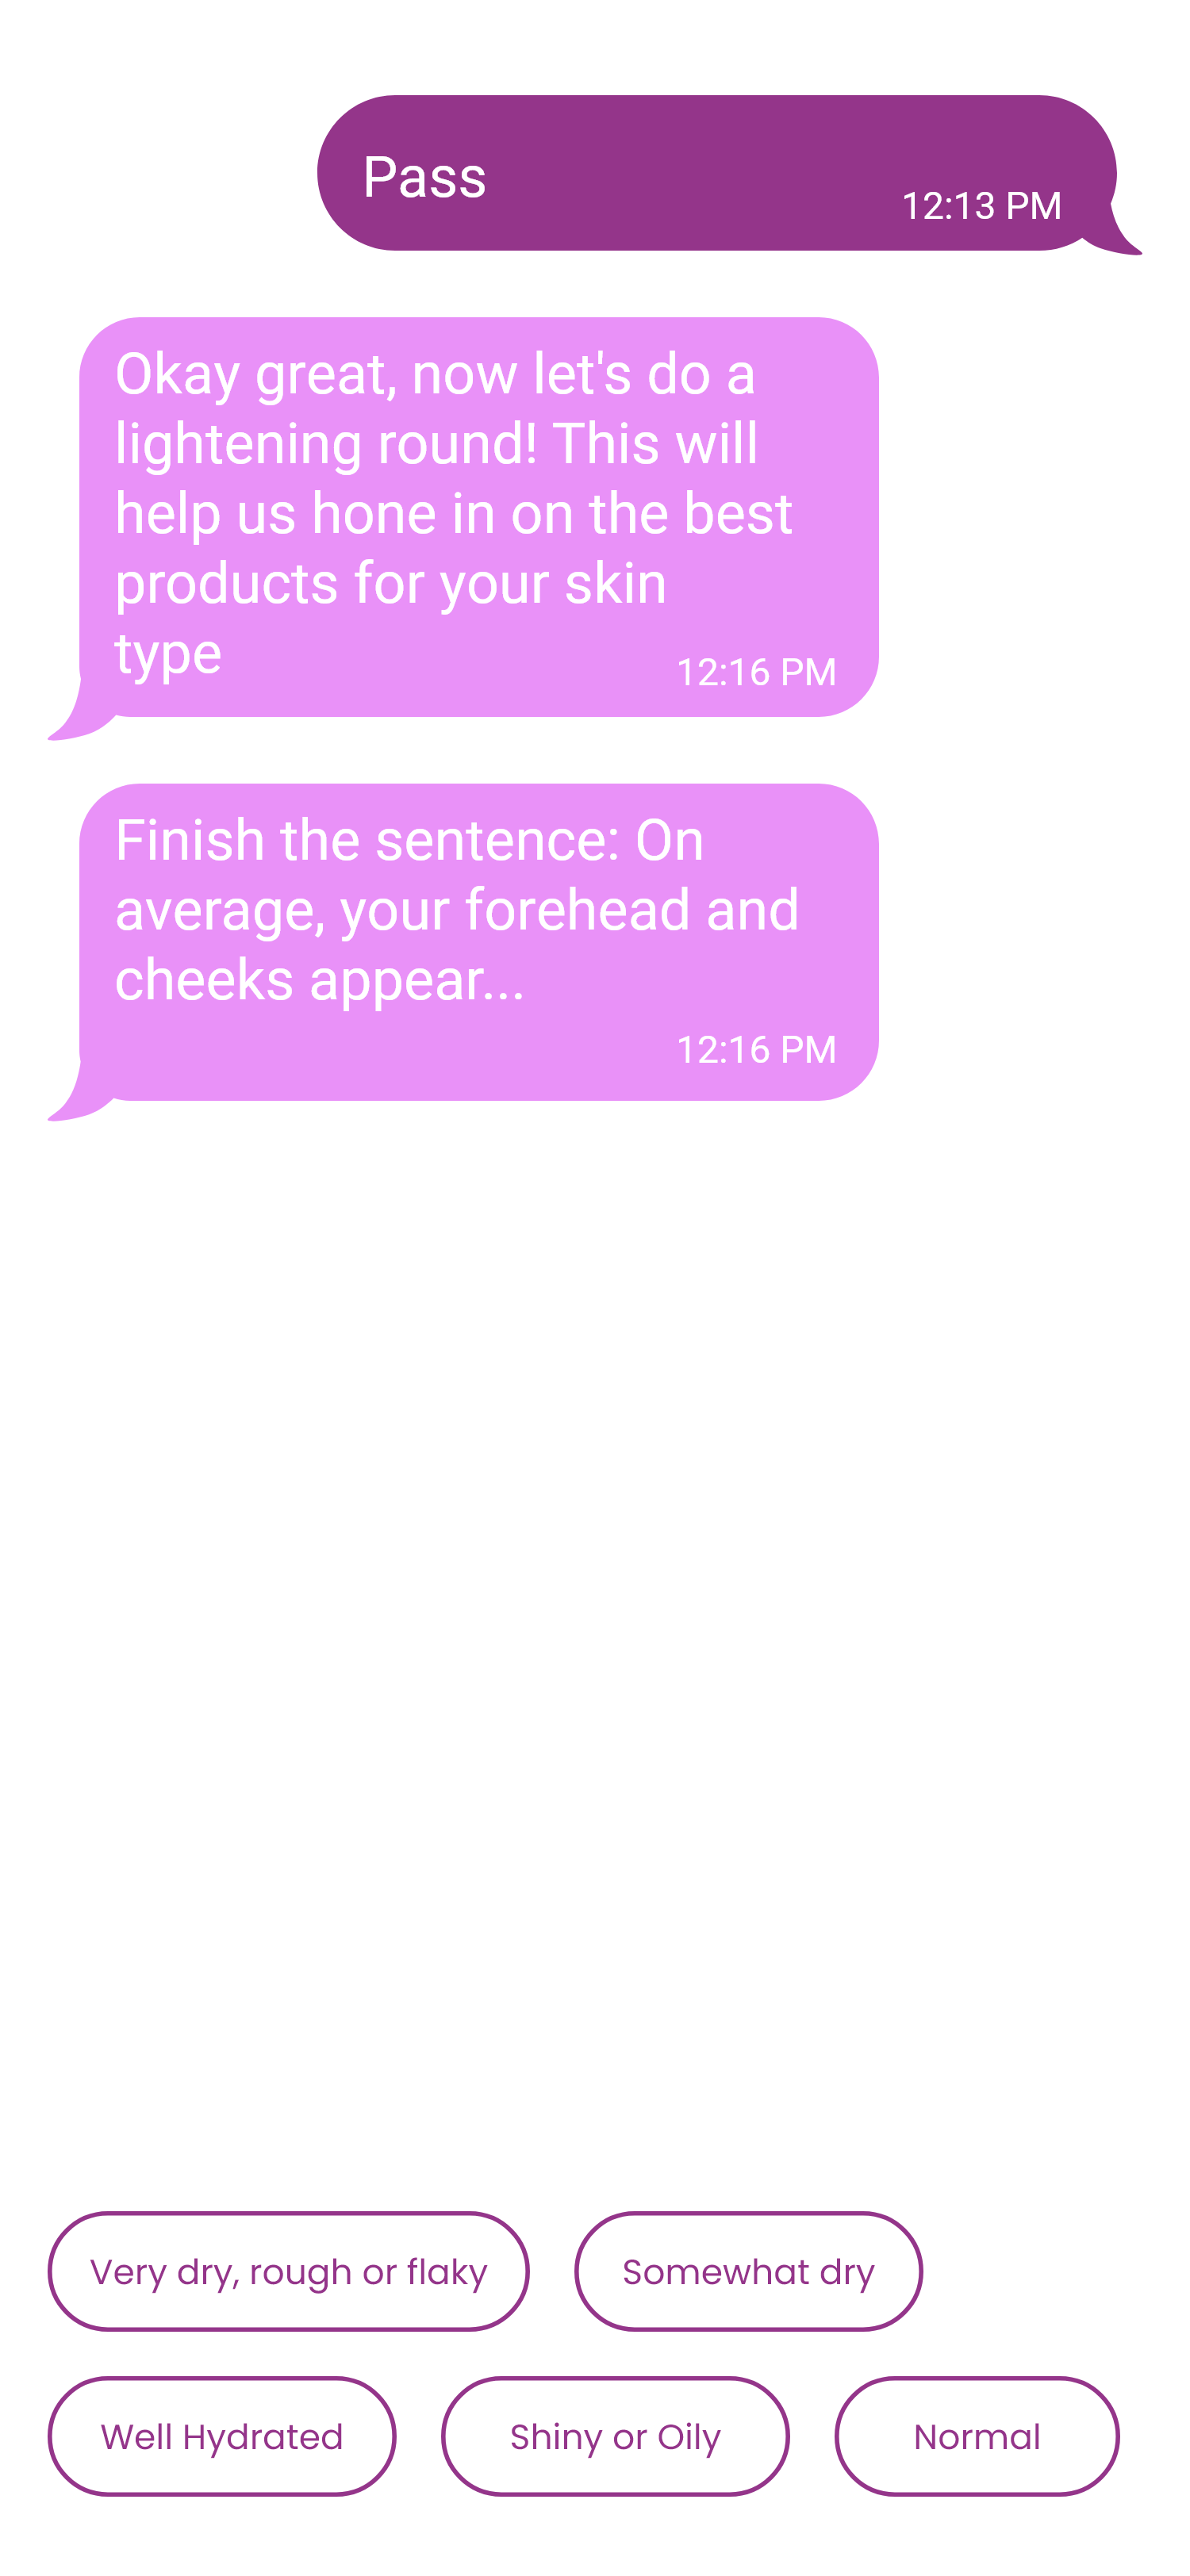 Pass
12:13 PM
Okay great, now let's do a
lightening round! This will
help us hone in on the best
products for your skin
type
12:16 PM
Finish the sentence: On
average, your forehead and
cheeks appear...
12:16 PM
Very dry, rough or flaky
Somewhat dry
Well Hydrated
Shiny or Oily
Normal